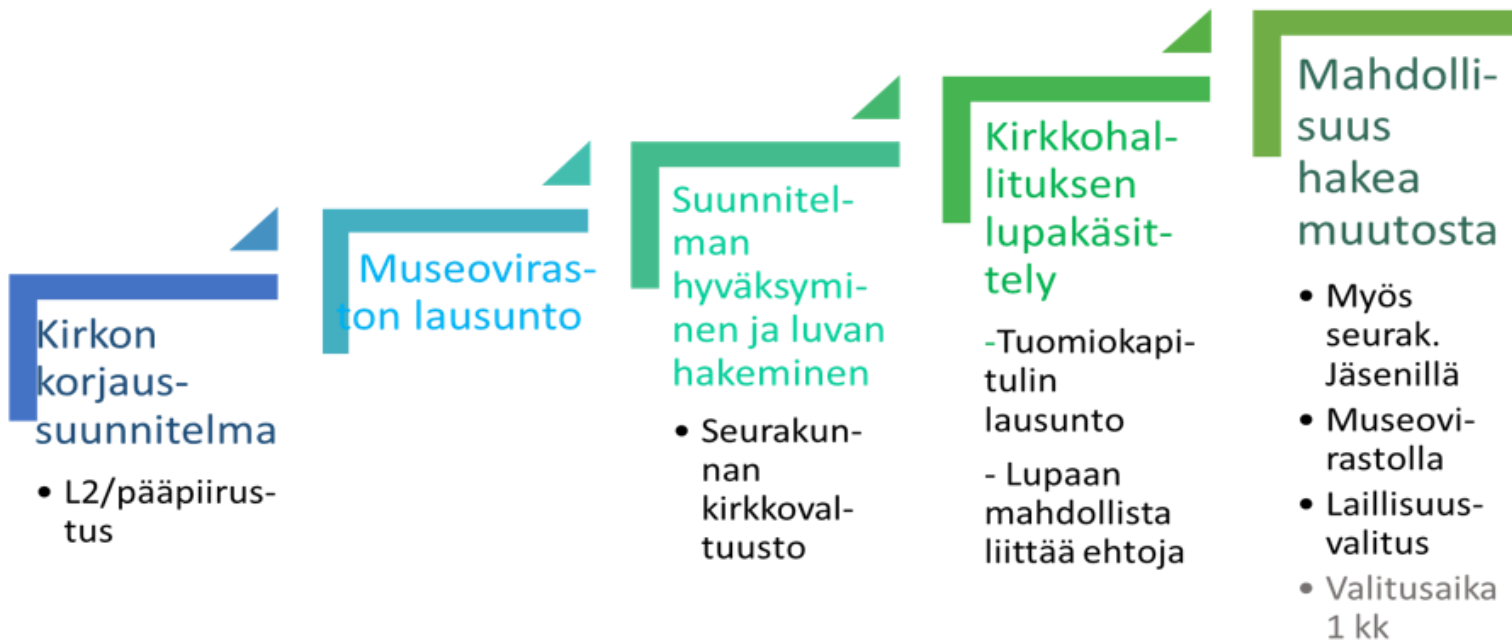 Kirkon
korjaus-
suunnitelma
• L2/pääpiirus-
tus
Museoviras-
ton lausunto
Suunnitel-
man
hyväksymi-
nen ja luvan
hakeminen
• Seurakun-
nan
kirkkoval-
tuusto
Kirkkohal-
lituksen
lupakäsit-
tely
-Tuomiokapi-
tulin
lausunto
- Lupaan
mahdollista
liittää ehtoja
Mahdolli-
suus
hakea
muutosta
• Myös
seurak.
Jäsenillä
• Museovi-
rastolla
• Laillisuus-
valitus
• Valitusaika
1 kk